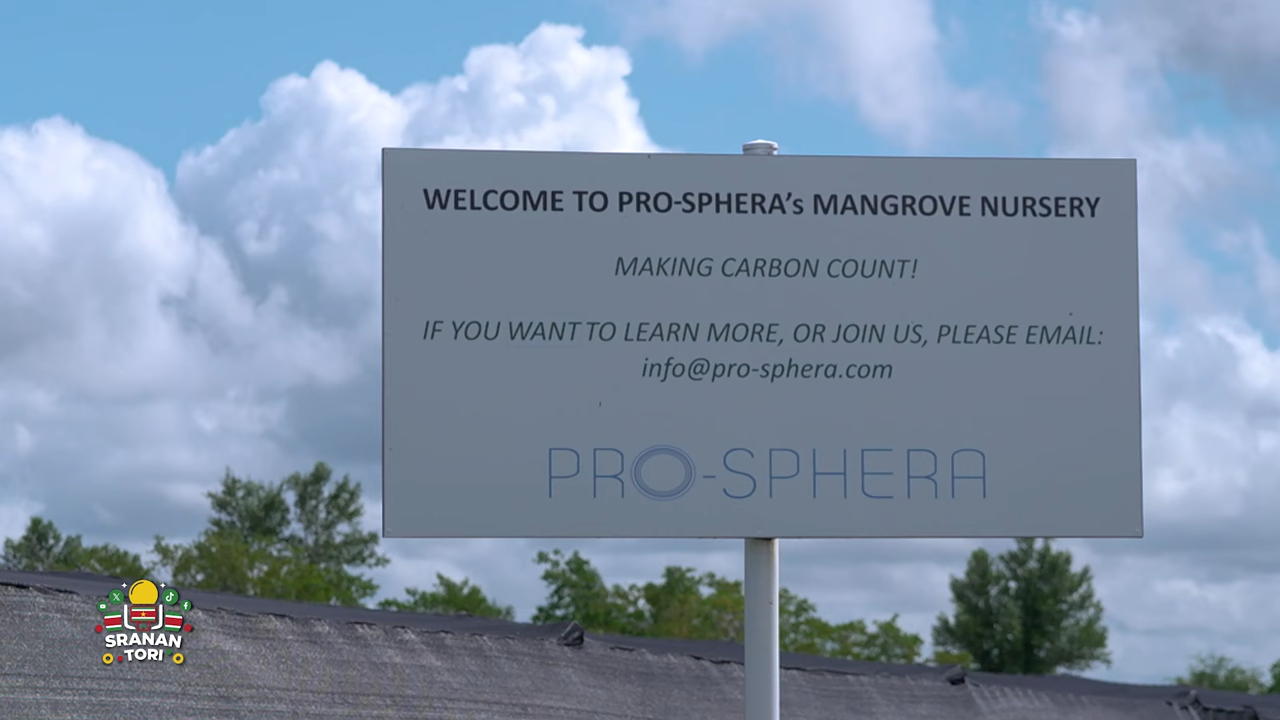 WELCOME TO PRO-SPHERA's MANGROVE NURSERY
MAKING CARBON COUNT!
IF YOU WANT TO LEARN MORE, OR JOIN US, PLEASE EMAIL:
info@pro-sphera.com
PRO-SPHERA
SRANAN
TORI